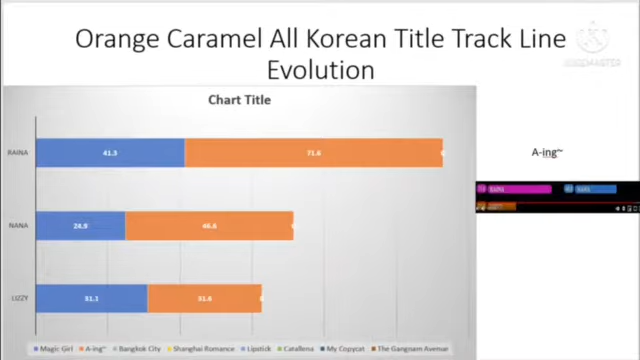 Orange Caramel All Korean Title Track Line
Evolution
Chart Title
RAINA
41.3
71.6
A-ing~
NANA
24.9
46.6
LIZZY
31.1
31.6
Magic Girl A-ing~ Bangkok City Shanghai Romance Lipstick Catallena My Copycat The Gangnam Avenue